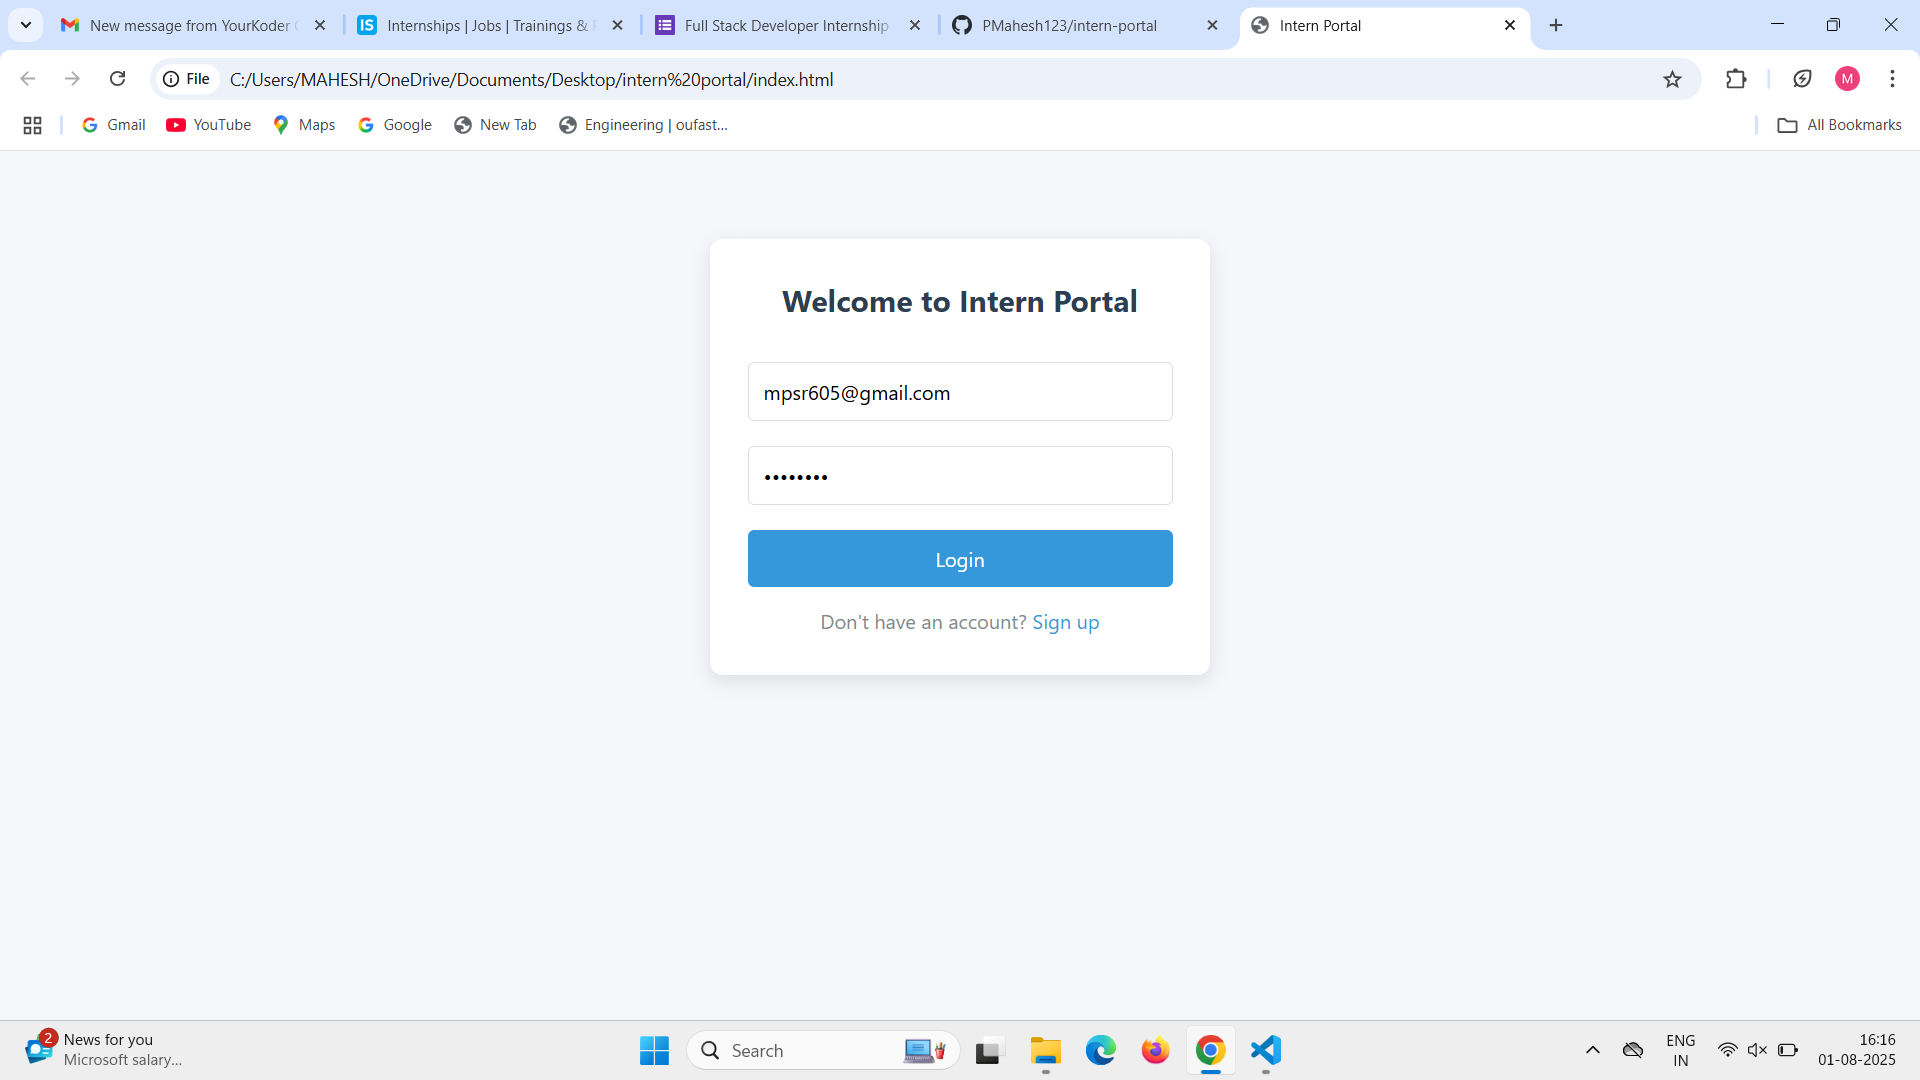 New message from YourKoder
Internships | Jobs | Trainings &
Full Stack Developer Internship
PMahesh123/intern-portal
Intern Portal
File
C:/Users/MAHESH/OneDrive/Documents/Desktop/intern%20portal/index.html
M
Gmail
YouTube
Maps
Google
New Tab
Engineering | oufast...
All Bookmarks
Welcome to Intern Portal
mpsr605@gmail.com
••••••••
Login
Don't have an account? Sign up
2
News for you
Microsoft salary...
Search
ENG
IN
16:16
01-08-2025